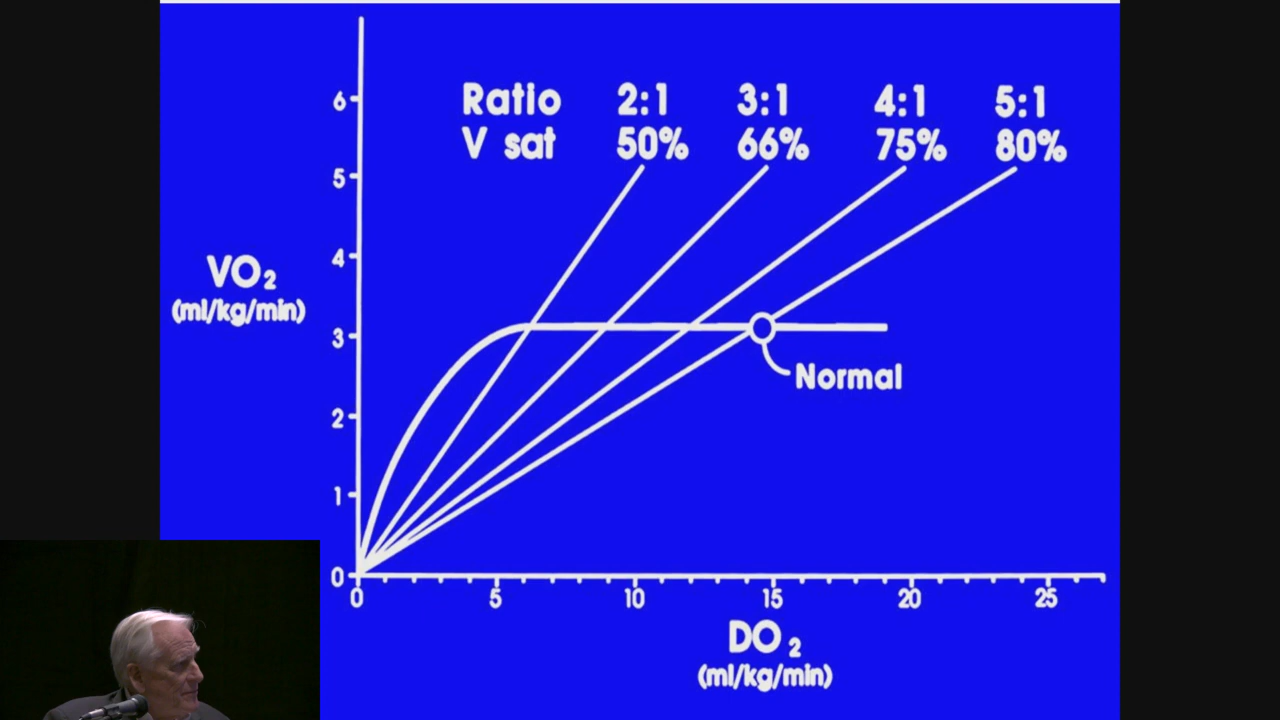 Ratio 2:1 3:1 4:1 5:1
V sat 50% 66% 75% 80%
6
5
4
VO2
(ml/kg/min)
3
Normal
2
1
0
0 5 10 15 20 25
DO2
(ml/kg/min)